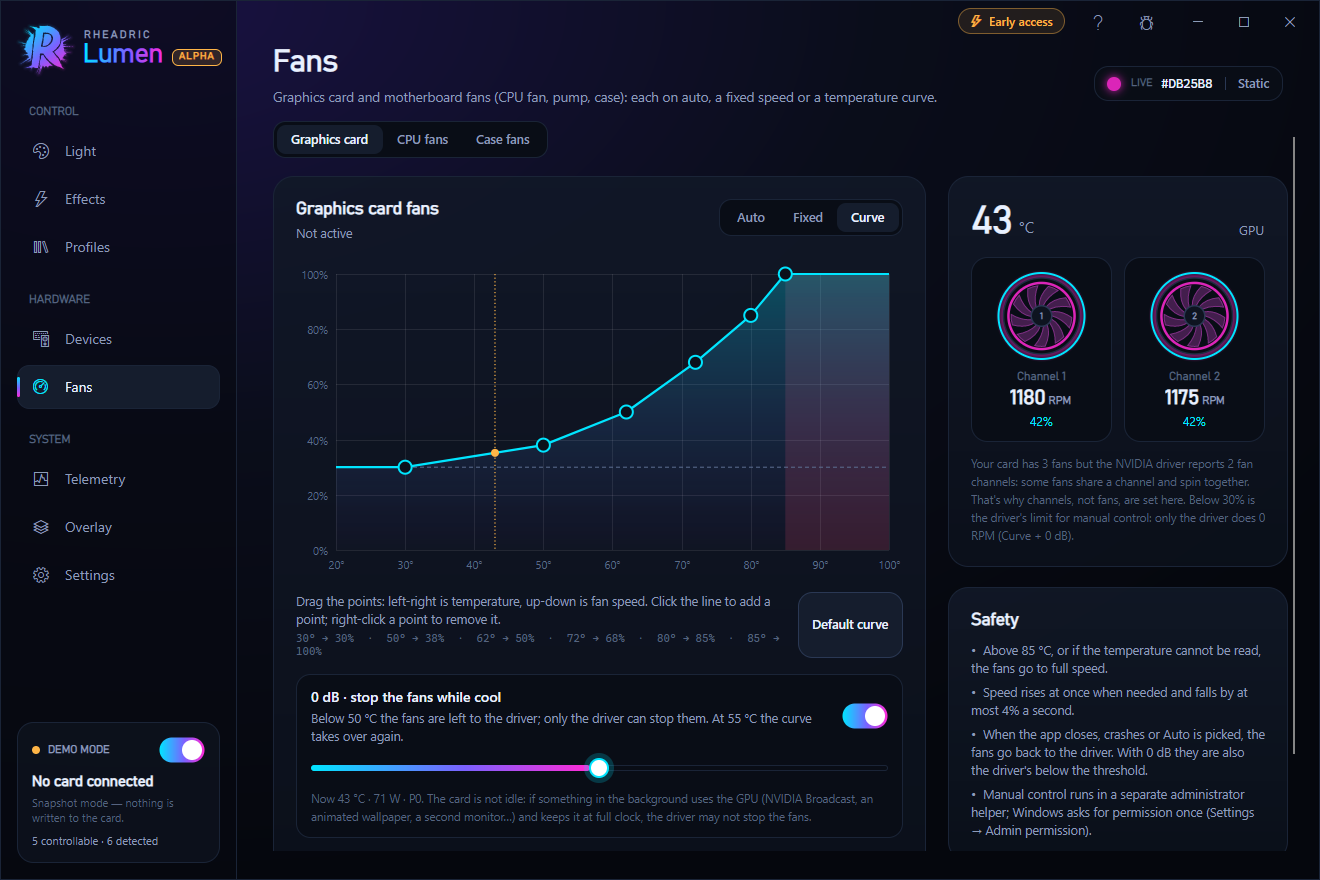 RHEADRIC
Lumen
ALPHA
CONTROL
Light
Effects
Profiles
HARDWARE
Devices
Fans
SYSTEM
Telemetry
Overlay
Settings
DEMO MODE
No card connected
Snapshot mode — nothing is
written to the card.
5 controllable · 6 detected
Early access
?
Fans
Graphics card and motherboard fans (CPU fan, pump, case): each on auto, a fixed speed or a temperature curve.
LIVE #DB25B8 Static
Graphics card CPU fans Case fans
Graphics card fans
Not active
Auto Fixed Curve
100%
80%
60%
40%
20%
0%
20° 30° 40° 50° 60° 70° 80° 90° 100°
Drag the points: left-right is temperature, up-down is fan speed. Click the line to add a
point; right-click a point to remove it.
30° → 30% · 50° → 38% · 62° → 50% · 72° → 68% · 80° → 85% · 85° →
100%
Default curve
0 dB · stop the fans while cool
Below 50 °C the fans are left to the driver; only the driver can stop them. At 55 °C the curve
takes over again.
Now 43 °C · 71 W · P0. The card is not idle: if something in the background uses the GPU (NVIDIA Broadcast, an
animated wallpaper, a second monitor...) and keeps it at full clock, the driver may not stop the fans.
43 °C
GPU
1
Channel 1
1180 RPM
42%
2
Channel 2
1175 RPM
42%
Your card has 3 fans but the NVIDIA driver reports 2 fan
channels: some fans share a channel and spin together.
That's why channels, not fans, are set here. Below 30% is
the driver's limit for manual control: only the driver does 0
RPM (Curve + 0 dB).
Safety
• Above 85 °C, or if the temperature cannot be read,
the fans go to full speed.
• Speed rises at once when needed and falls by at
most 4% a second.
• When the app closes, crashes or Auto is picked, the
fans go back to the driver. With 0 dB they are also
the driver's below the threshold.
• Manual control runs in a separate administrator
helper; Windows asks for permission once (Settings
→ Admin permission).